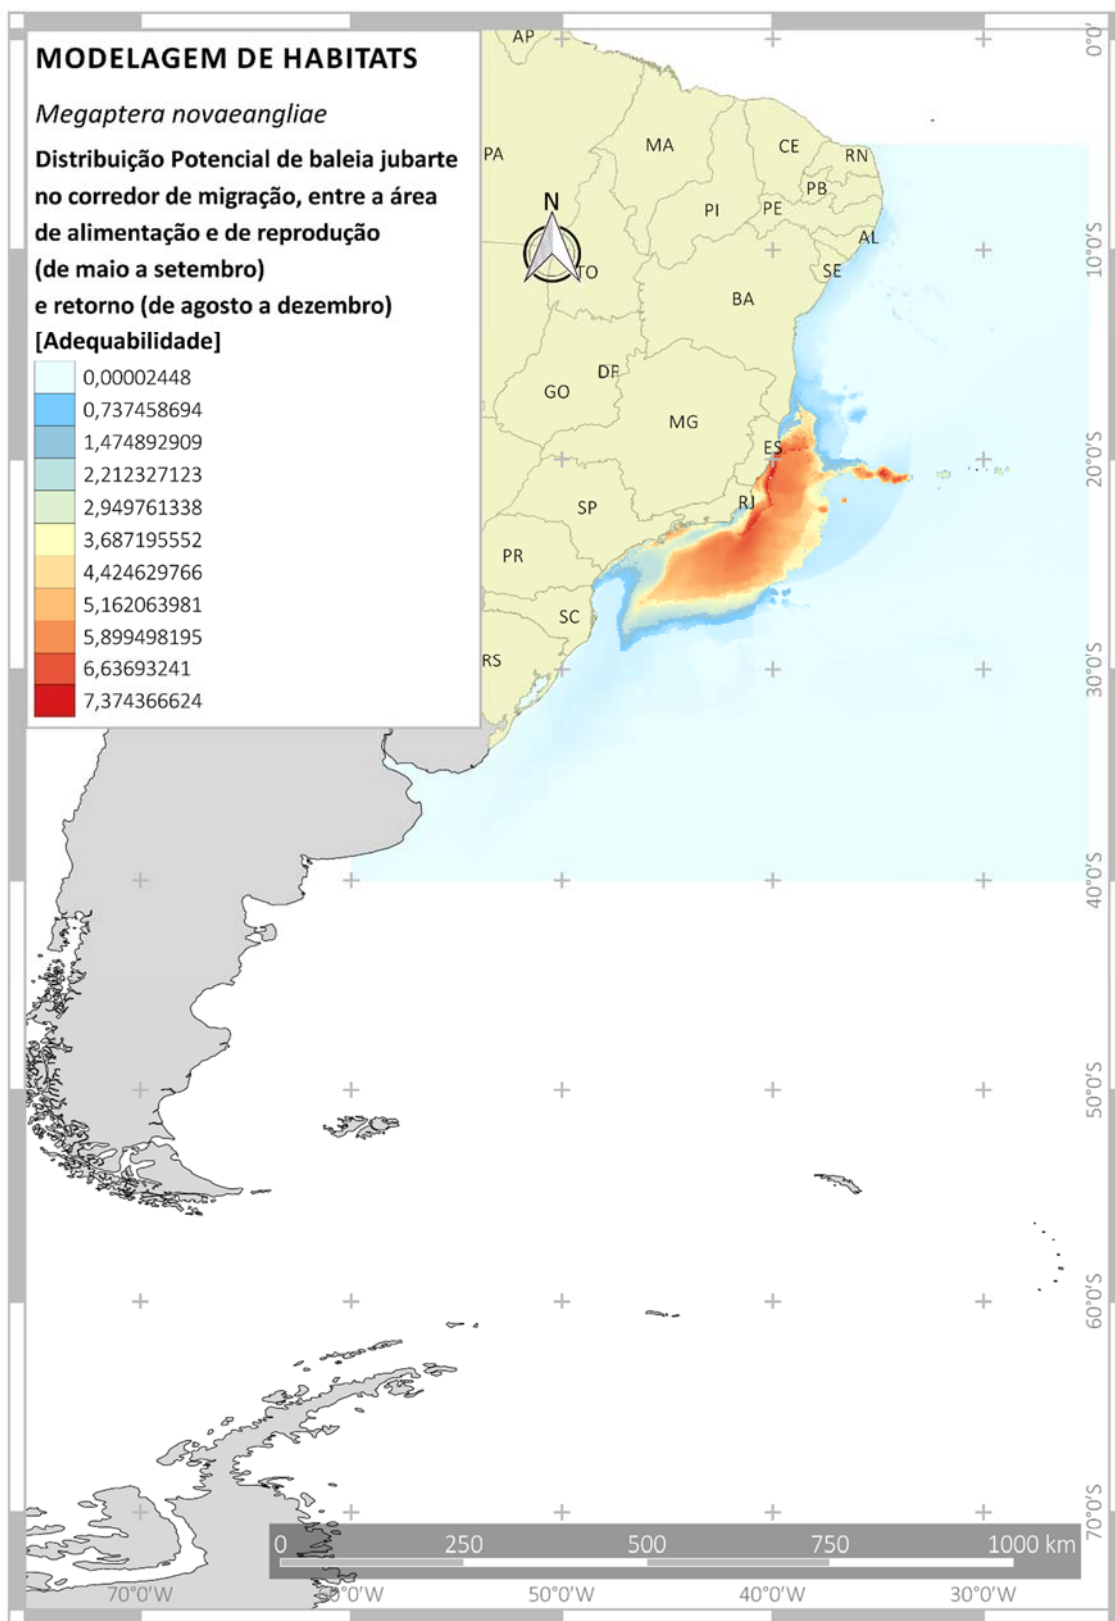 MODELAGEM DE HABITATS
Megaptera novaeangliae
Distribuição Potencial de baleia jubarte
no corredor de migração, entre a área
de alimentação e de reprodução
(de maio a setembro)
e retorno (de agosto a dezembro)
[Adequabilidade]
0,00002448
0,737458694
1,474892909
2,212327123
2,949761338
3,687195552
4,424629766
5,162063981
5,899498195
6,63693241
7,374366624
N
AP
PA
MA
CE
RN
PB
PI
PE
AL
TO
SE
BA
DF
GO
MG
ES
SP
RJ
PR
SC
RS
0°0'
10°0'S
20°0'S
30°0'S
40°0'S
50°0'S
60°0'S
70°0'S
0 250 500 750 1000 km
70°0'W 60°0'W 50°0'W 40°0'W 30°0'W